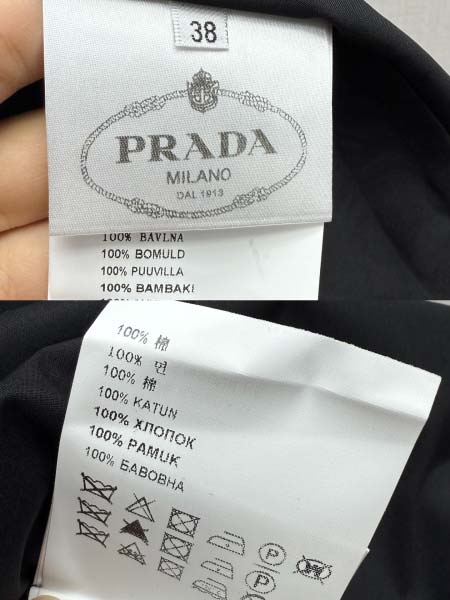 38
PRADA
MILANO
DAL 1913
100% BAVLNA
100% BOMULD
100% PUUVILLA
100% BAMBAKI
100% 棉
100% 면
100% 棉
100% KATUN
100% ХЛОПОК
100% PAMUK
100% БАВОВНА
P
P